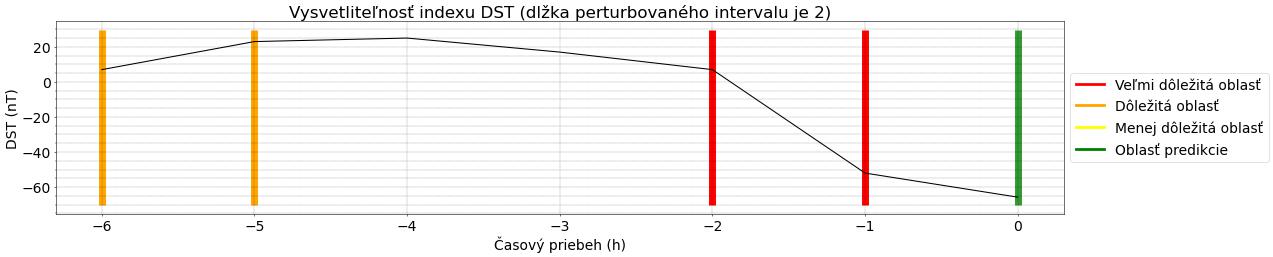 Vysvetliteľnosť indexu DST (dlžka perturbovaného intervalu je 2)
DST (nT)
20
0
−20
−40
−60
−6
−5
−4
−3
−2
−1
0
Časový priebeh (h)
Veľmi dôležitá oblasť
Dôležitá oblasť
Menej dôležitá oblasť
Oblasť predikcie